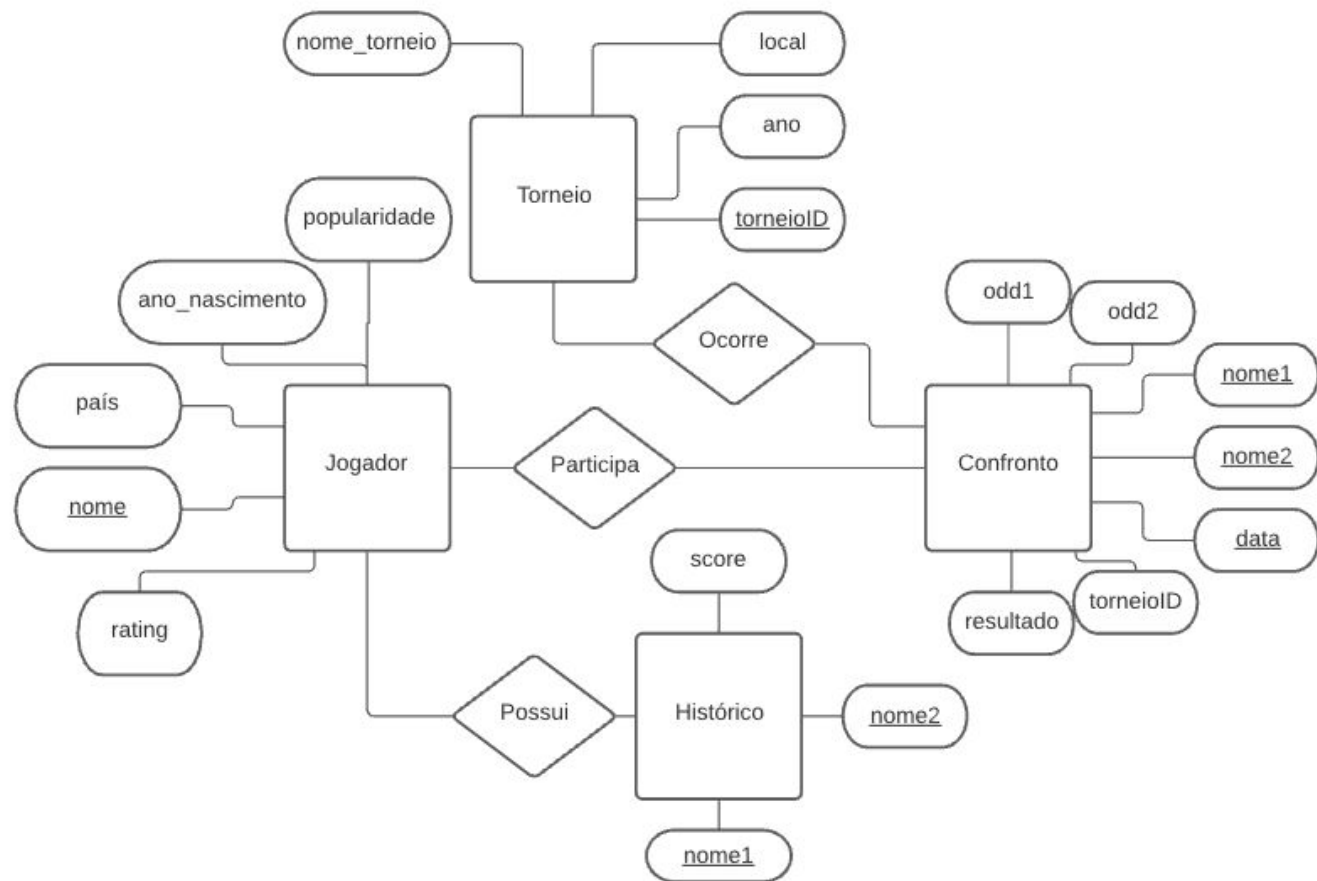 nome_torneio
local
ano
Torneio
torneioID
popularidade
ano_nascimento
odd1
odd2
Ocorre
país
nome1
Jogador
Participa
Confronto
nome2
nome
data
score
torneioID
resultado
rating
Possui
Histórico
nome2
nome1